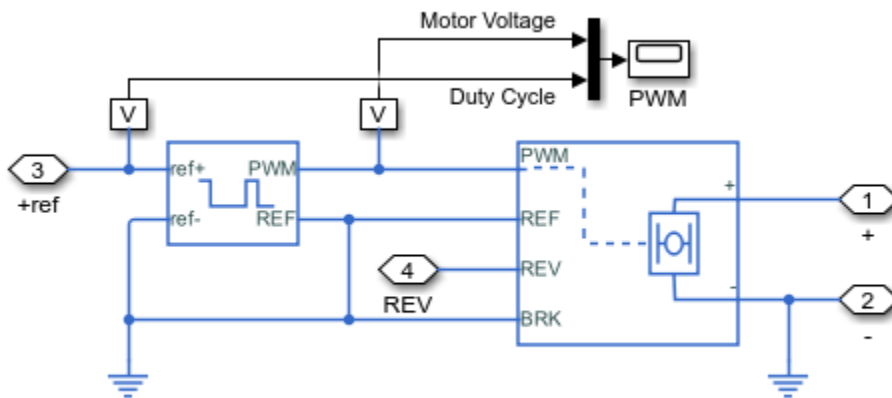 Motor Voltage
Duty Cycle
PWM
V
V
3
+ref
ref+
PWM
ref-
REF
4
REV
PWM
REF
REV
BRK
+
-
1
+
2
-